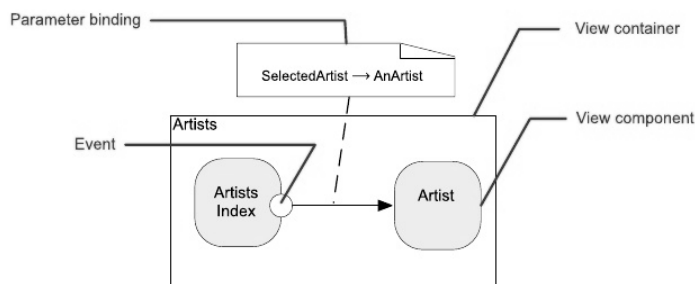 Parameter binding
View container
SelectedArtist → AnArtist
Artists
View component
Event
Artists
Index
Artist